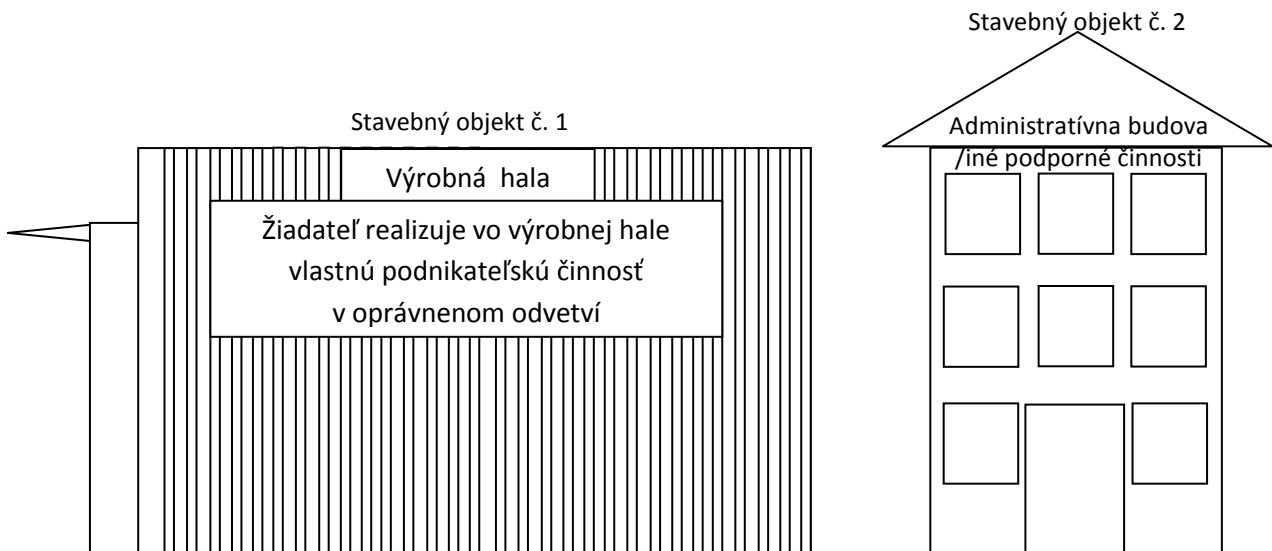 Stavebný objekt č. 2
Stavebný objekt č. 1
Administratívna budova
/iné podporné činnosti
Výrobná hala
Žiadateľ realizuje vo výrobnej hale
vlastnú podnikateľskú činnosť
v oprávnenom odvetví